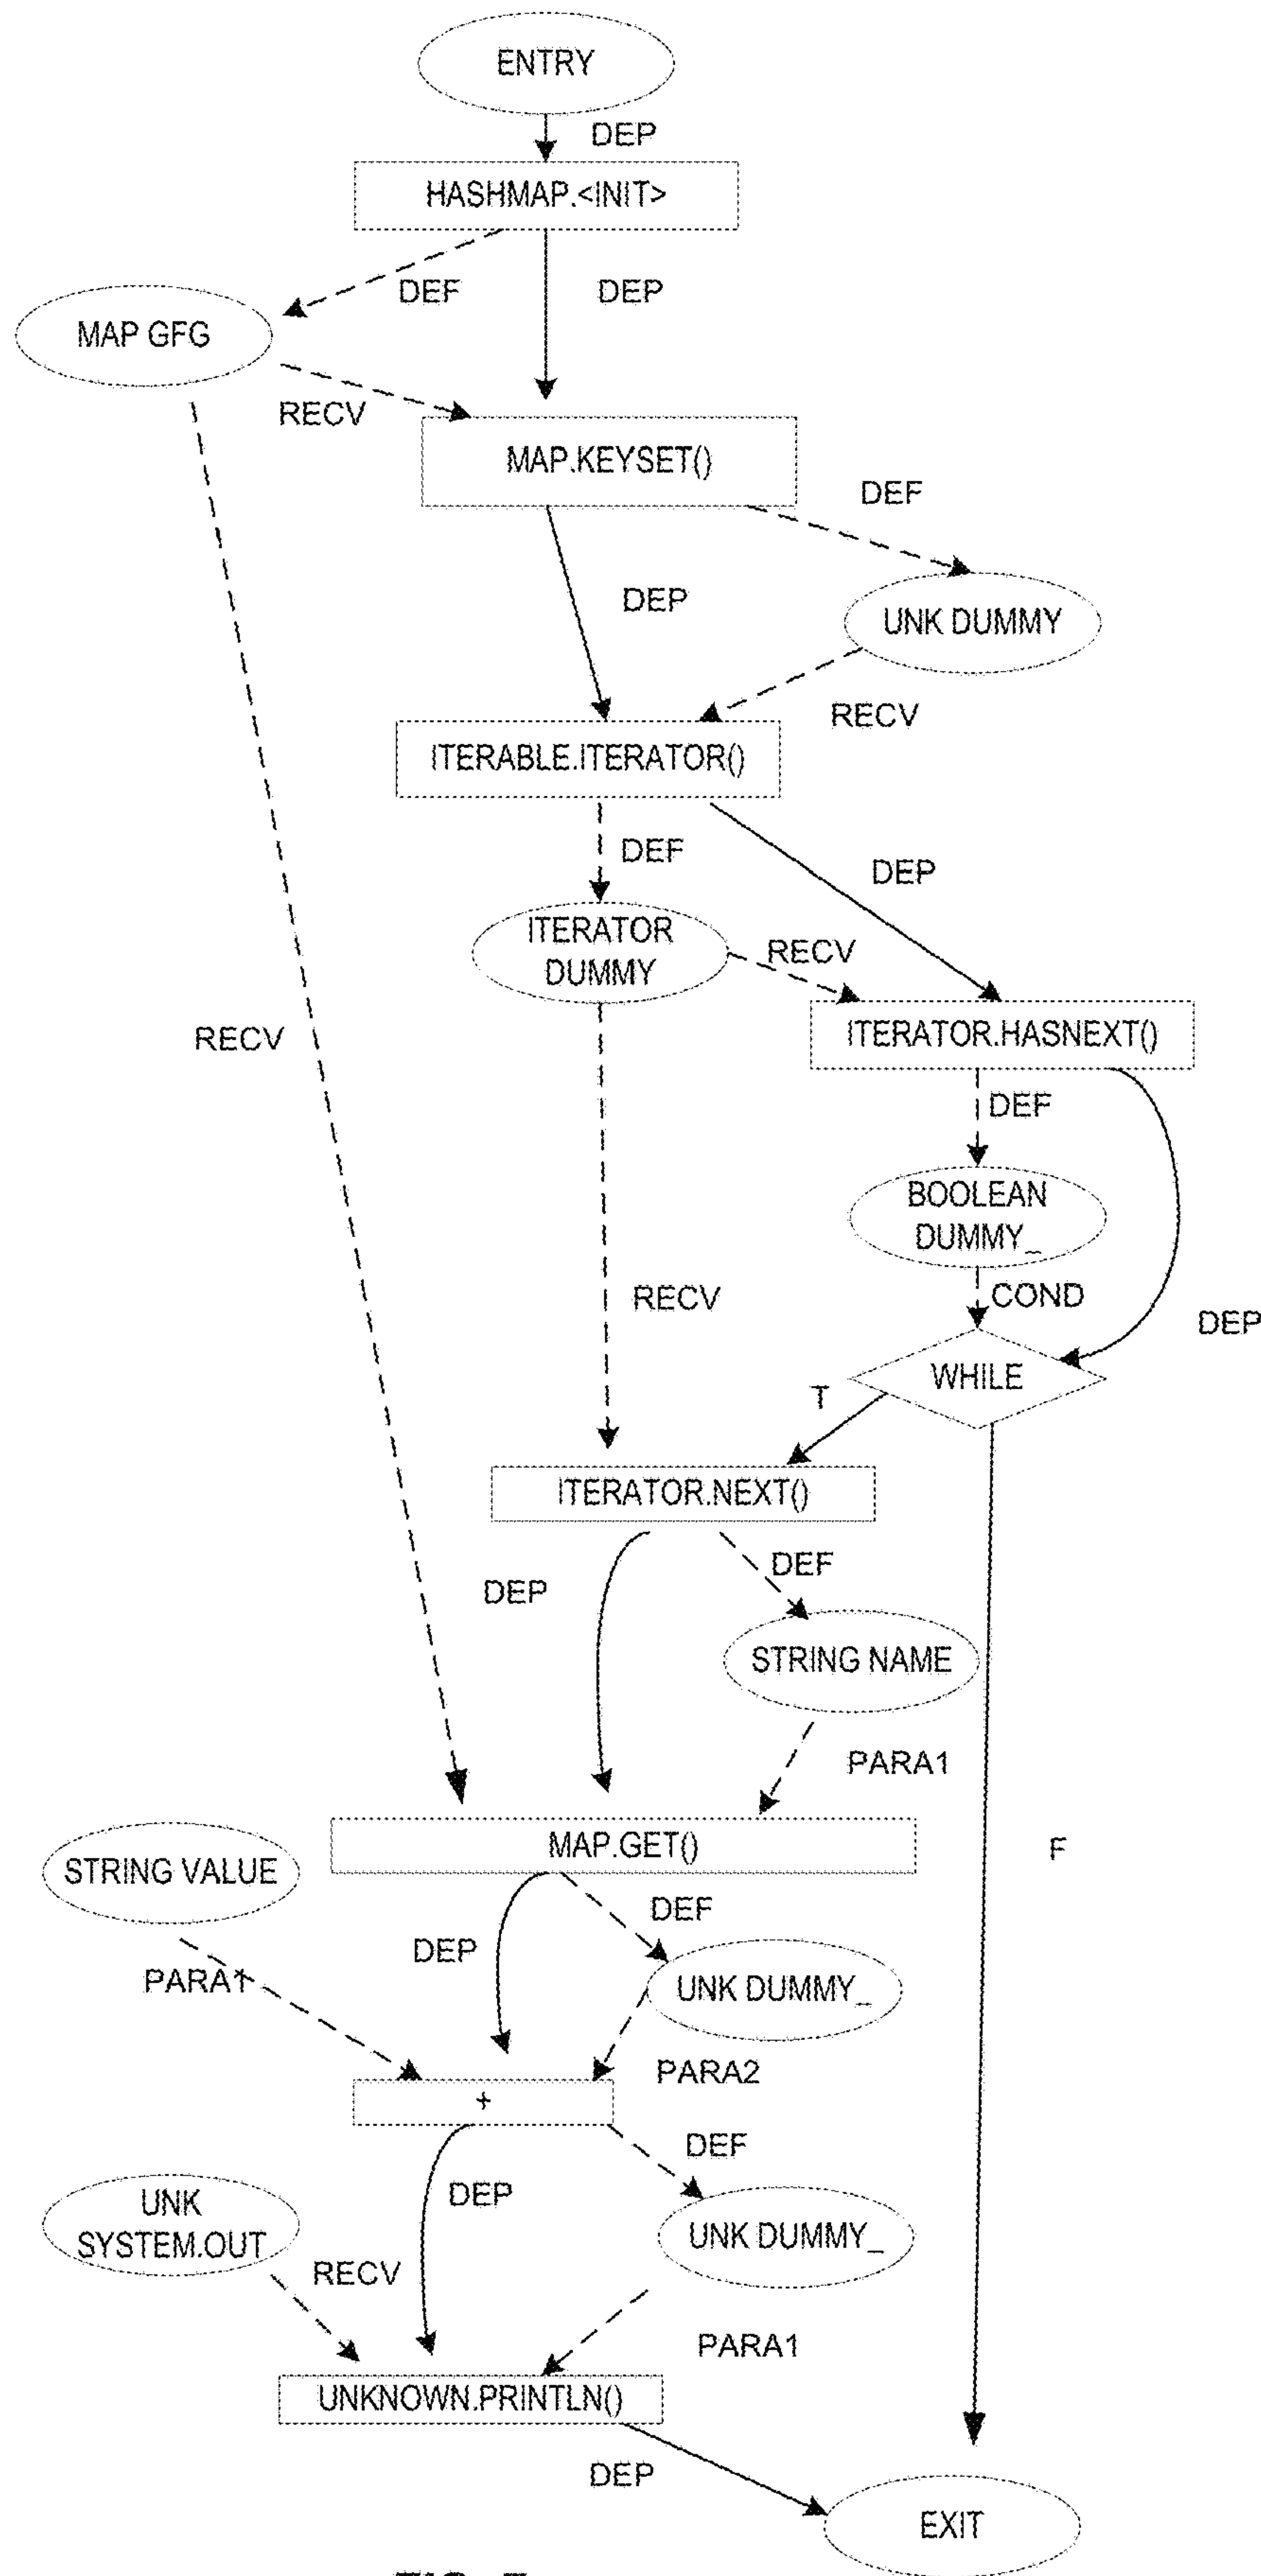 ENTRY
DEP
HASHMAP.<INIT>
DEF
DEP
MAP GFG
RECV
MAP.KEYSET()
DEF
DEP
UNK DUMMY
RECV
ITERABLE.ITERATOR()
DEF
DEP
ITERATOR
DUMMY
RECV
RECV
ITERATOR.HASNEXT()
DEF
BOOLEAN
DUMMY_
COND
RECV
DEP
WHILE
T
ITERATOR.NEXT()
DEF
DEP
STRING NAME
PARA1
MAP.GET()
F
STRING VALUE
DEF
DEP
PARA1
UNK DUMMY_
PARA2
+
DEF
DEP
UNK
SYSTEM.OUT
UNK DUMMY_
RECV
PARA1
UNKNOWN.PRINTLN()
DEP
EXIT